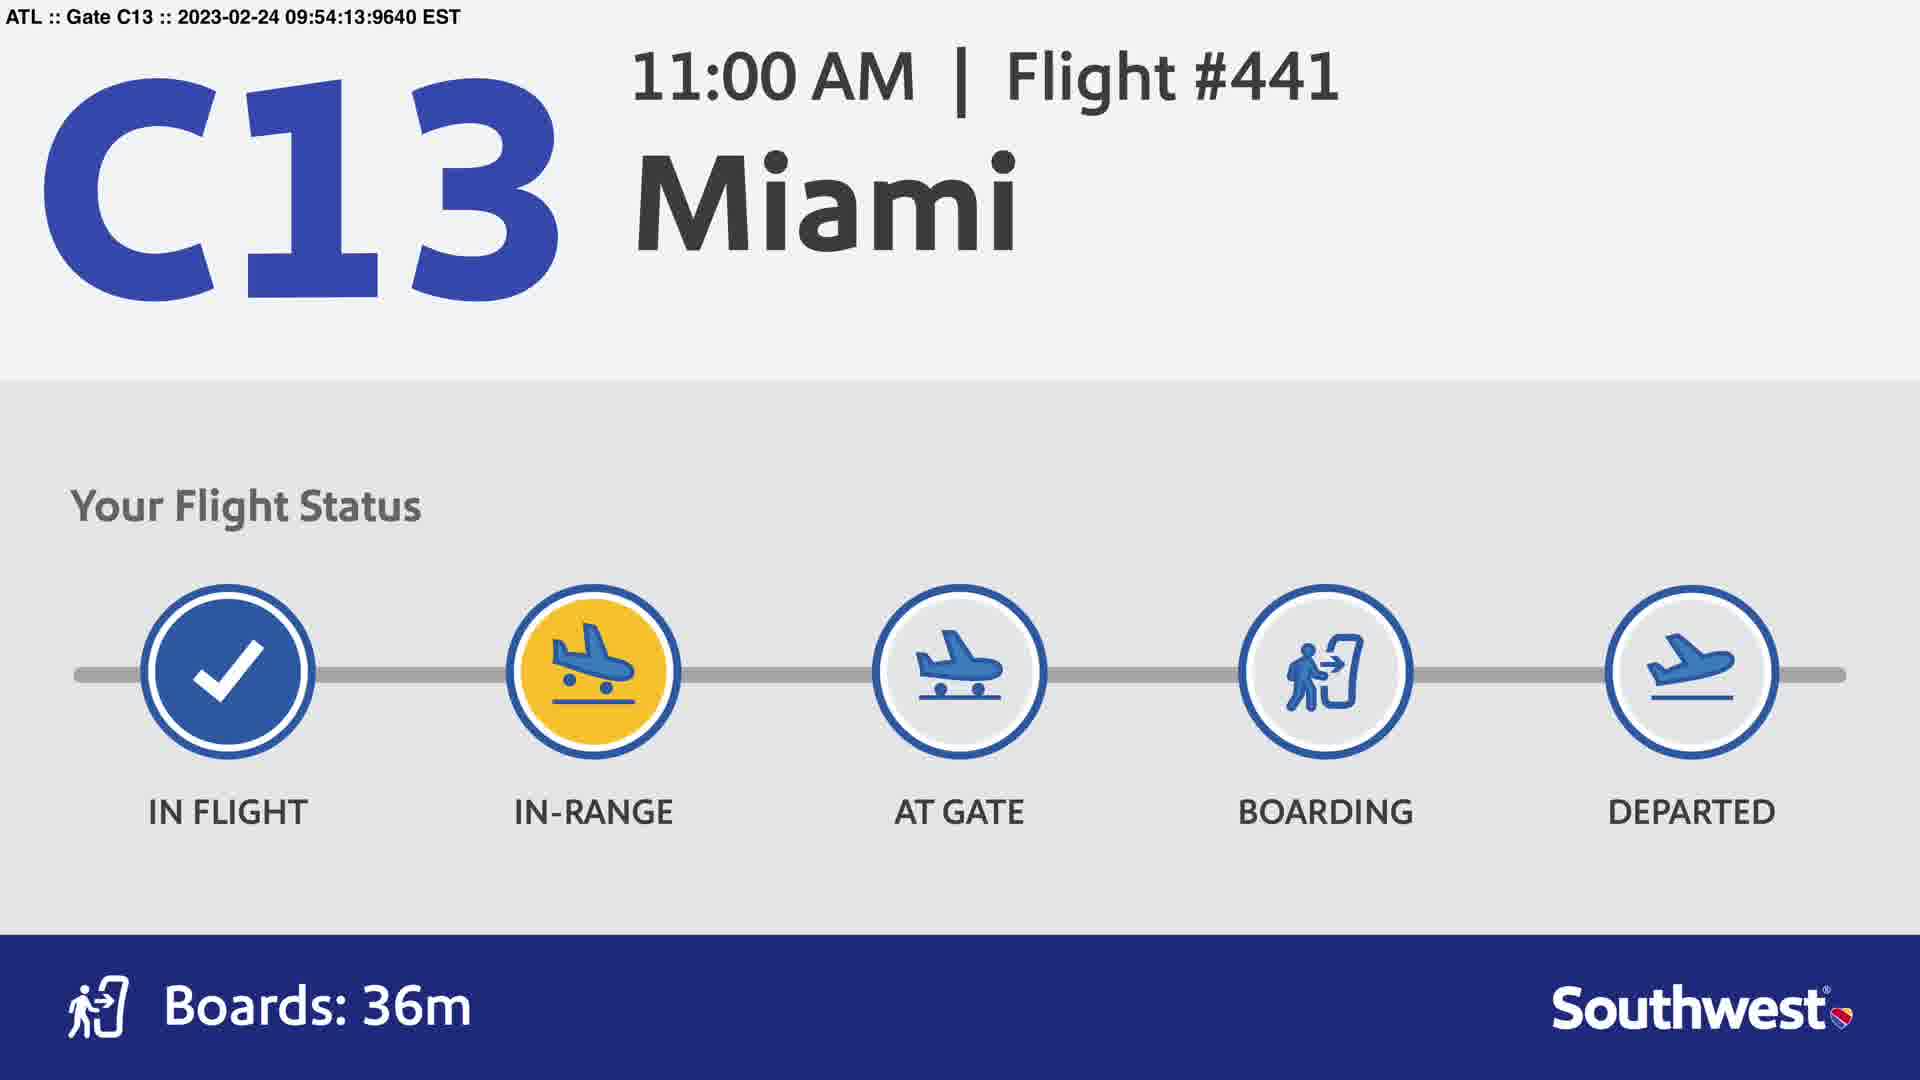 ATL :: Gate C13 :: 2023-02-24 09:54:13:9640 EST
C13
11:00 AM | Flight #441
Miami
Your Flight Status
IN FLIGHT
IN-RANGE
AT GATE
BOARDING
DEPARTED
Boards: 36m
Southwest®